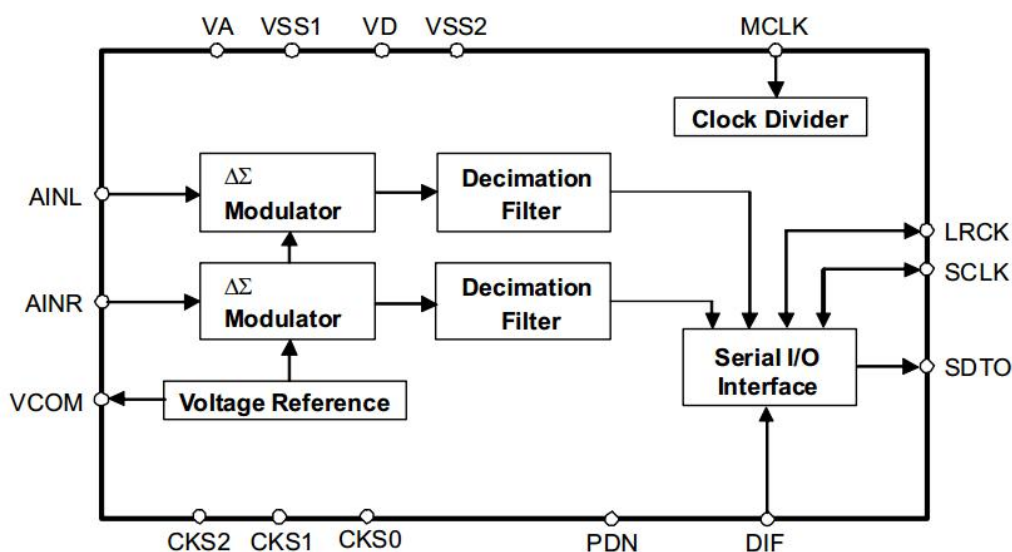 VA VSS1 VD VSS2 MCLK
Clock Divider
AINL
ΔΣ
Modulator
Decimation
Filter
LRCK
SCLK
AINR
ΔΣ
Modulator
Decimation
Filter
Serial I/O
Interface
SDTO
VCOM
Voltage Reference
CKS2 CKS1 CKS0 PDN DIF